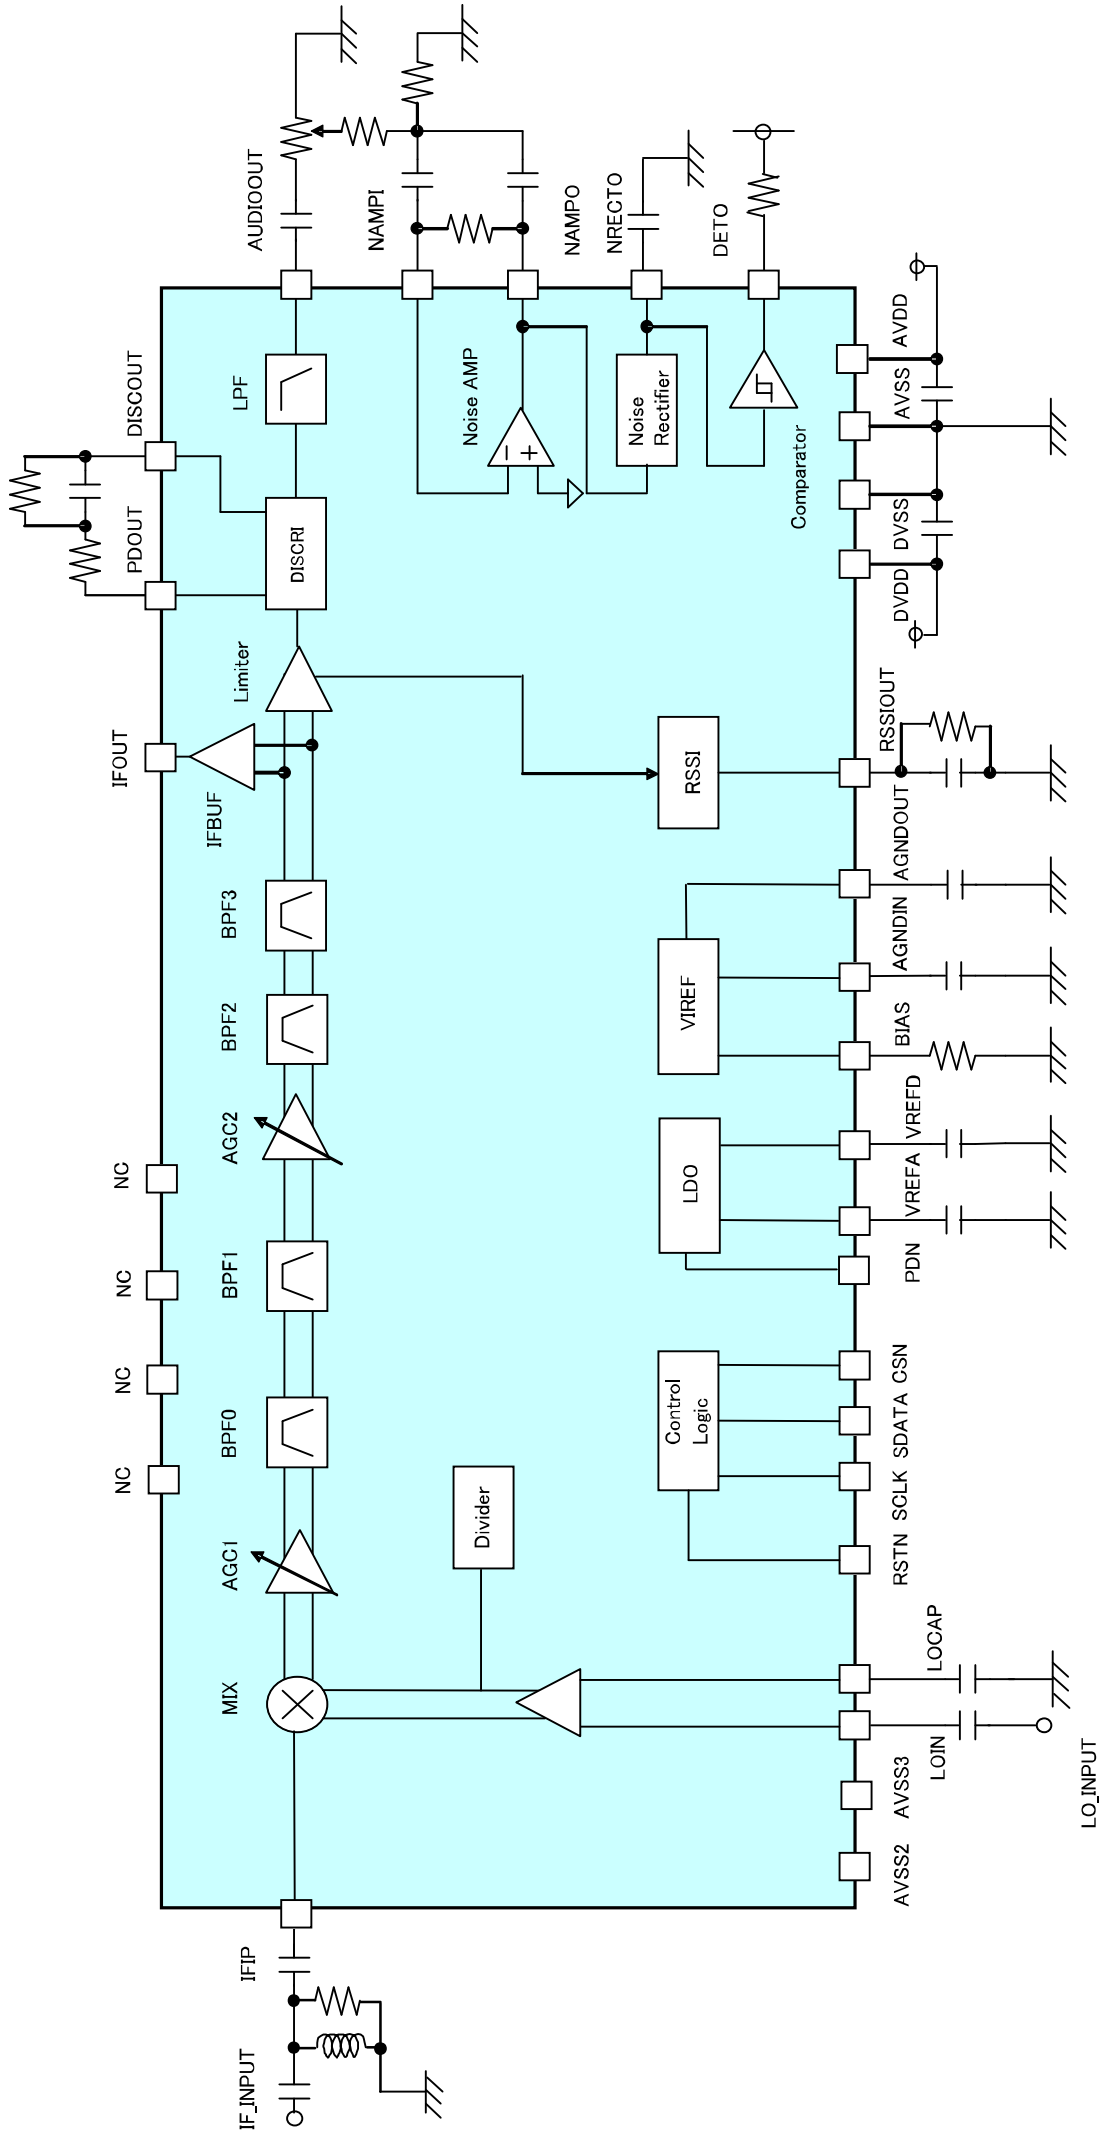 IF_INPUT
IFIP
MIX
AGC1
BPF0
BPF1
AGC2
BPF2
BPF3
IFBUF
IFOUT
Limiter
DISCRI
PDOUT
DISCOUT
LPF
AUDIOOUT
NC
NC
NC
NC
NAMPI
NAMPO
Noise AMP
Noise
Rectifier
NRECTO
Comparator
DETO
Divider
Control
Logic
LDO
VIREF
RSSI
AVSS2
AVSS3
LOIN
LO_INPUT
LOCAP
RSTN
SCLK
SDATA
CSN
PDN
VREFA
VREFD
BIAS
AGNDIN
AGNDOUT
RSSIOUT
DVDD
DVSS
AVSS
AVDD